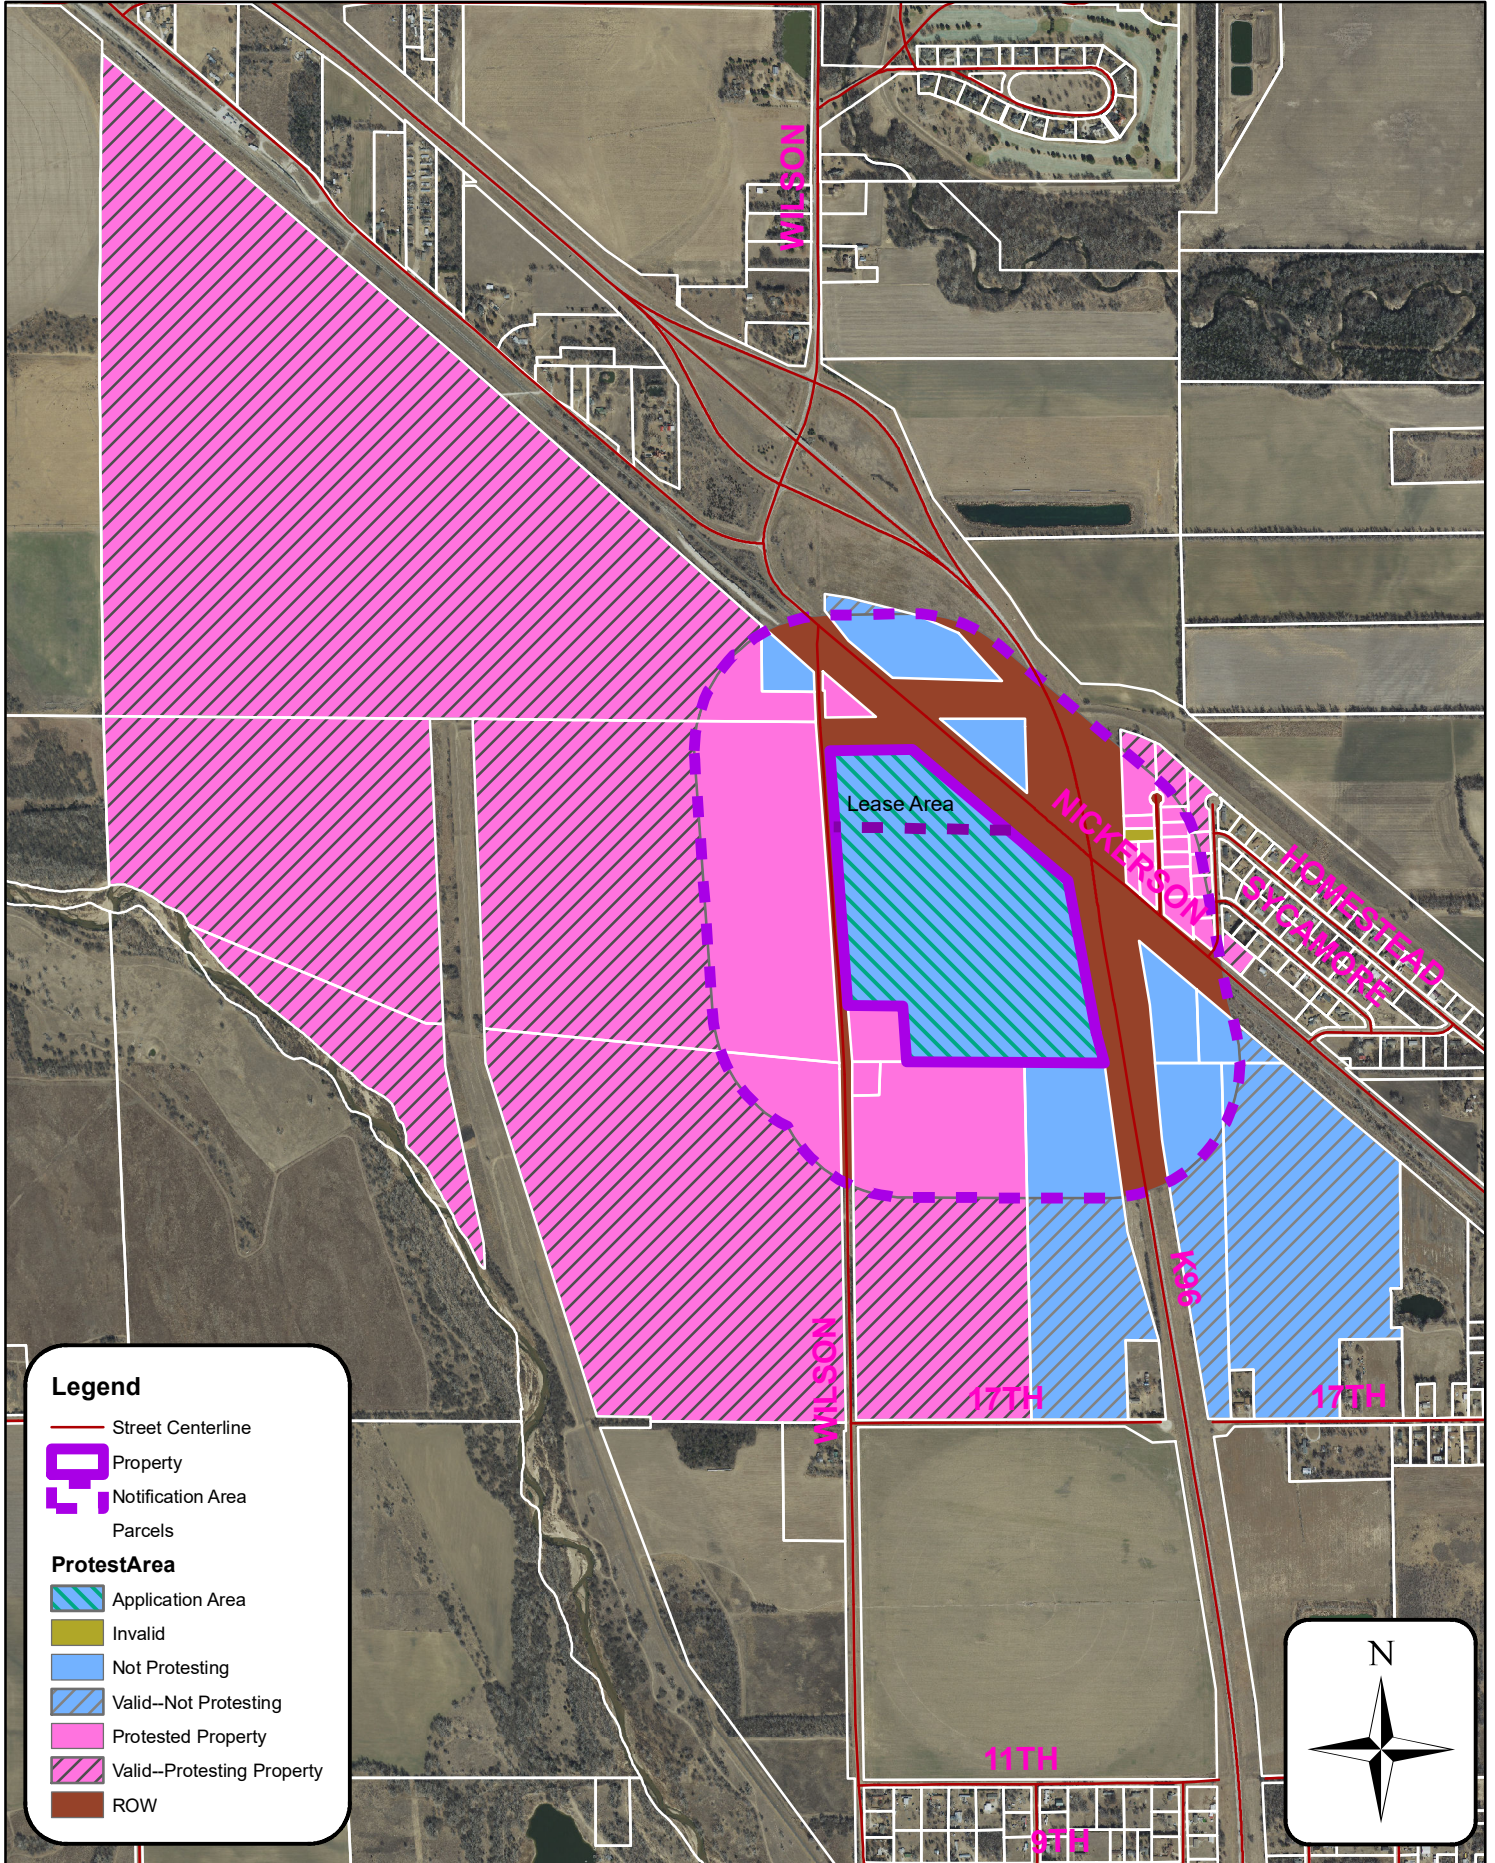 WILSON
Lease Area
NICKERSON
HOMESTEAD
SYCAMORE
K96
WILSON
17TH
17TH
11TH
9TH
Legend
Street Centerline
Property
Notification Area
Parcels
ProtestArea
Application Area
Invalid
Not Protesting
Valid--Not Protesting
Protested Property
Valid--Protesting Property
ROW
N